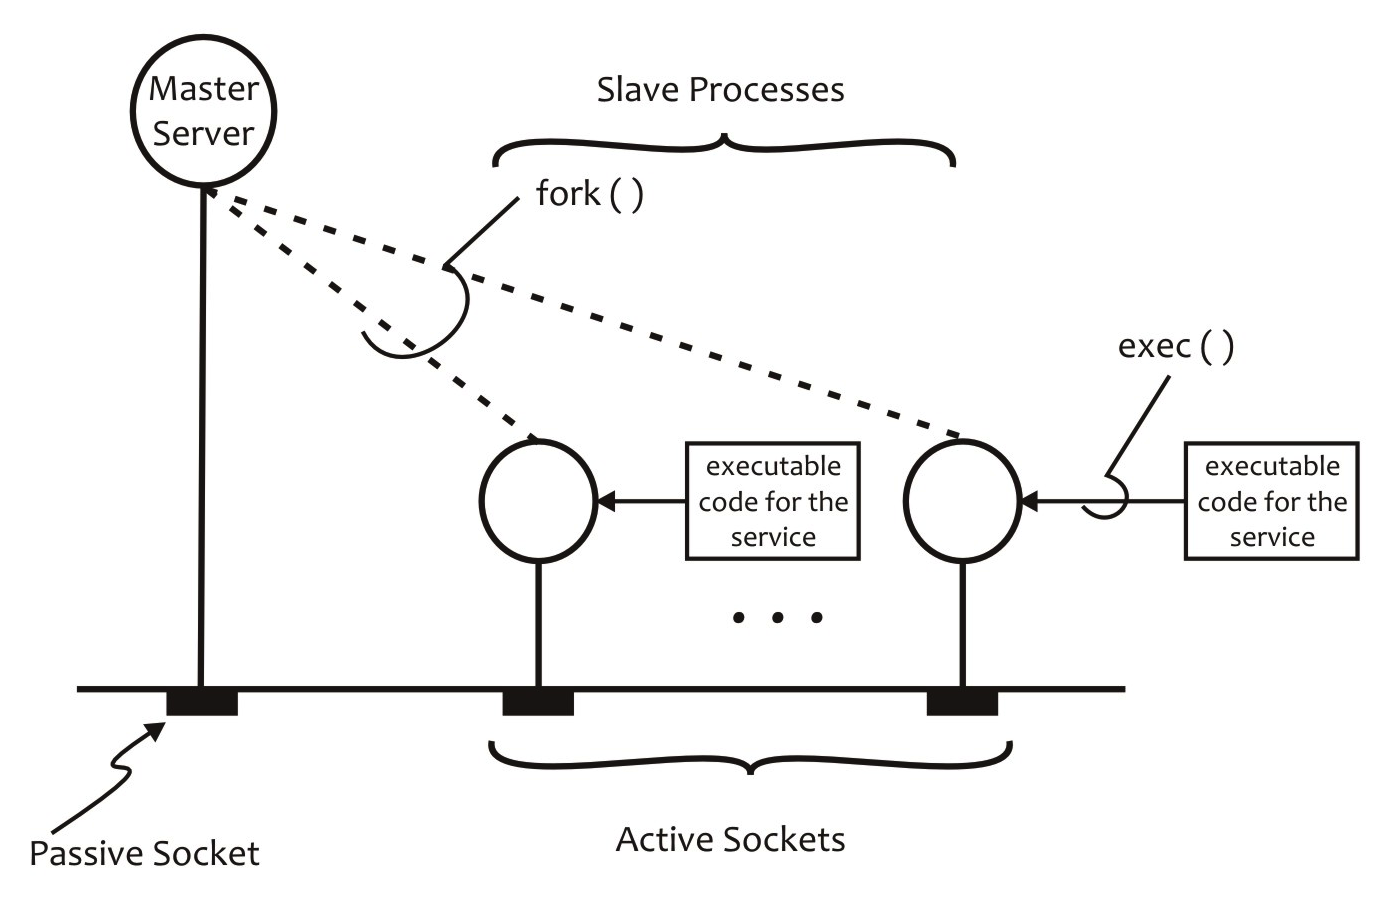 Master
Server
Slave Processes
fork ( )
exec ( )
executable
code for the
service
executable
code for the
service
Passive Socket
Active Sockets